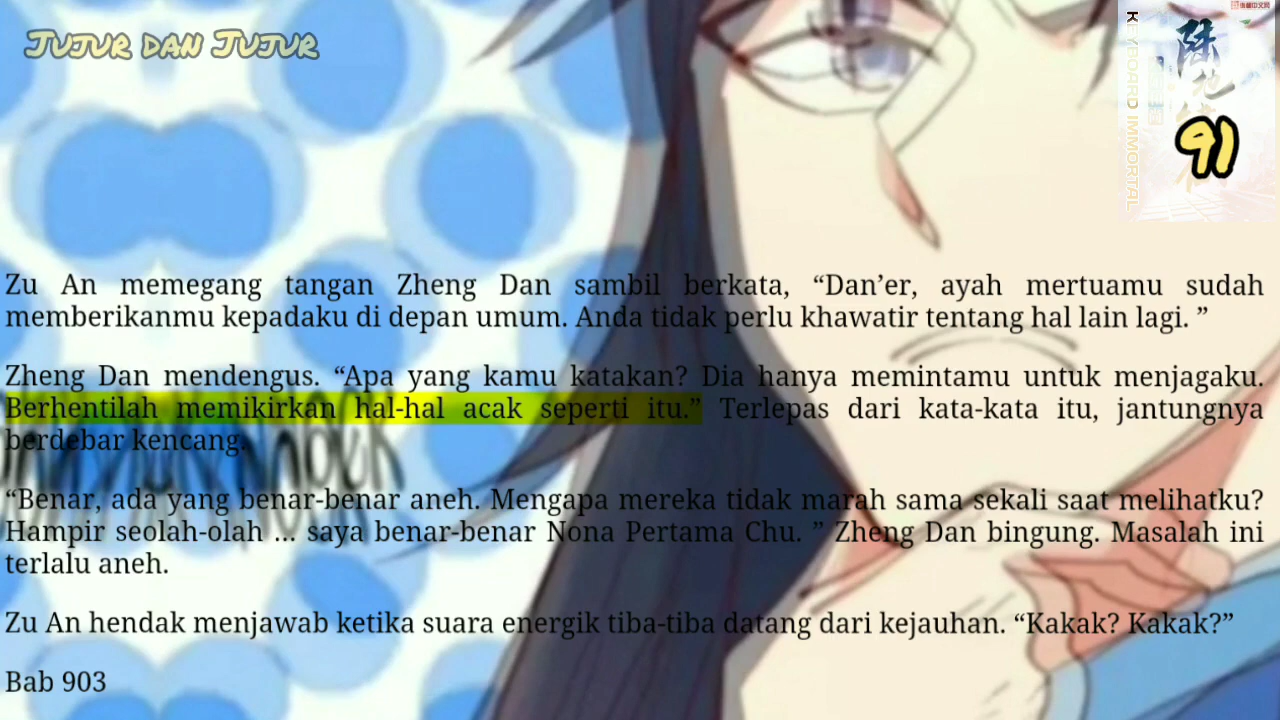 Jujur dan Jujur
KEYBOARD IMMORTAL
91
Zu An memegang tangan Zheng Dan sambil berkata, “Dan’er, ayah mertuamu sudah
memberikanmu kepadaku di depan umum. Anda tidak perlu khawatir tentang hal lain lagi. ”
Zheng Dan mendengus. “Apa yang kamu katakan? Dia hanya memintamu untuk menjagaku.
Berhentilah memikirkan hal-hal acak seperti itu.” Terlepas dari kata-kata itu, jantungnya
berdebar kencang.
“Benar, ada yang benar-benar aneh. Mengapa mereka tidak marah sama sekali saat melihatku?
Hampir seolah-olah ... saya benar-benar Nona Pertama Chu. ” Zheng Dan bingung. Masalah ini
terlalu aneh.
Zu An hendak menjawab ketika suara energik tiba-tiba datang dari kejauhan. “Kakak? Kakak?”
Bab 903